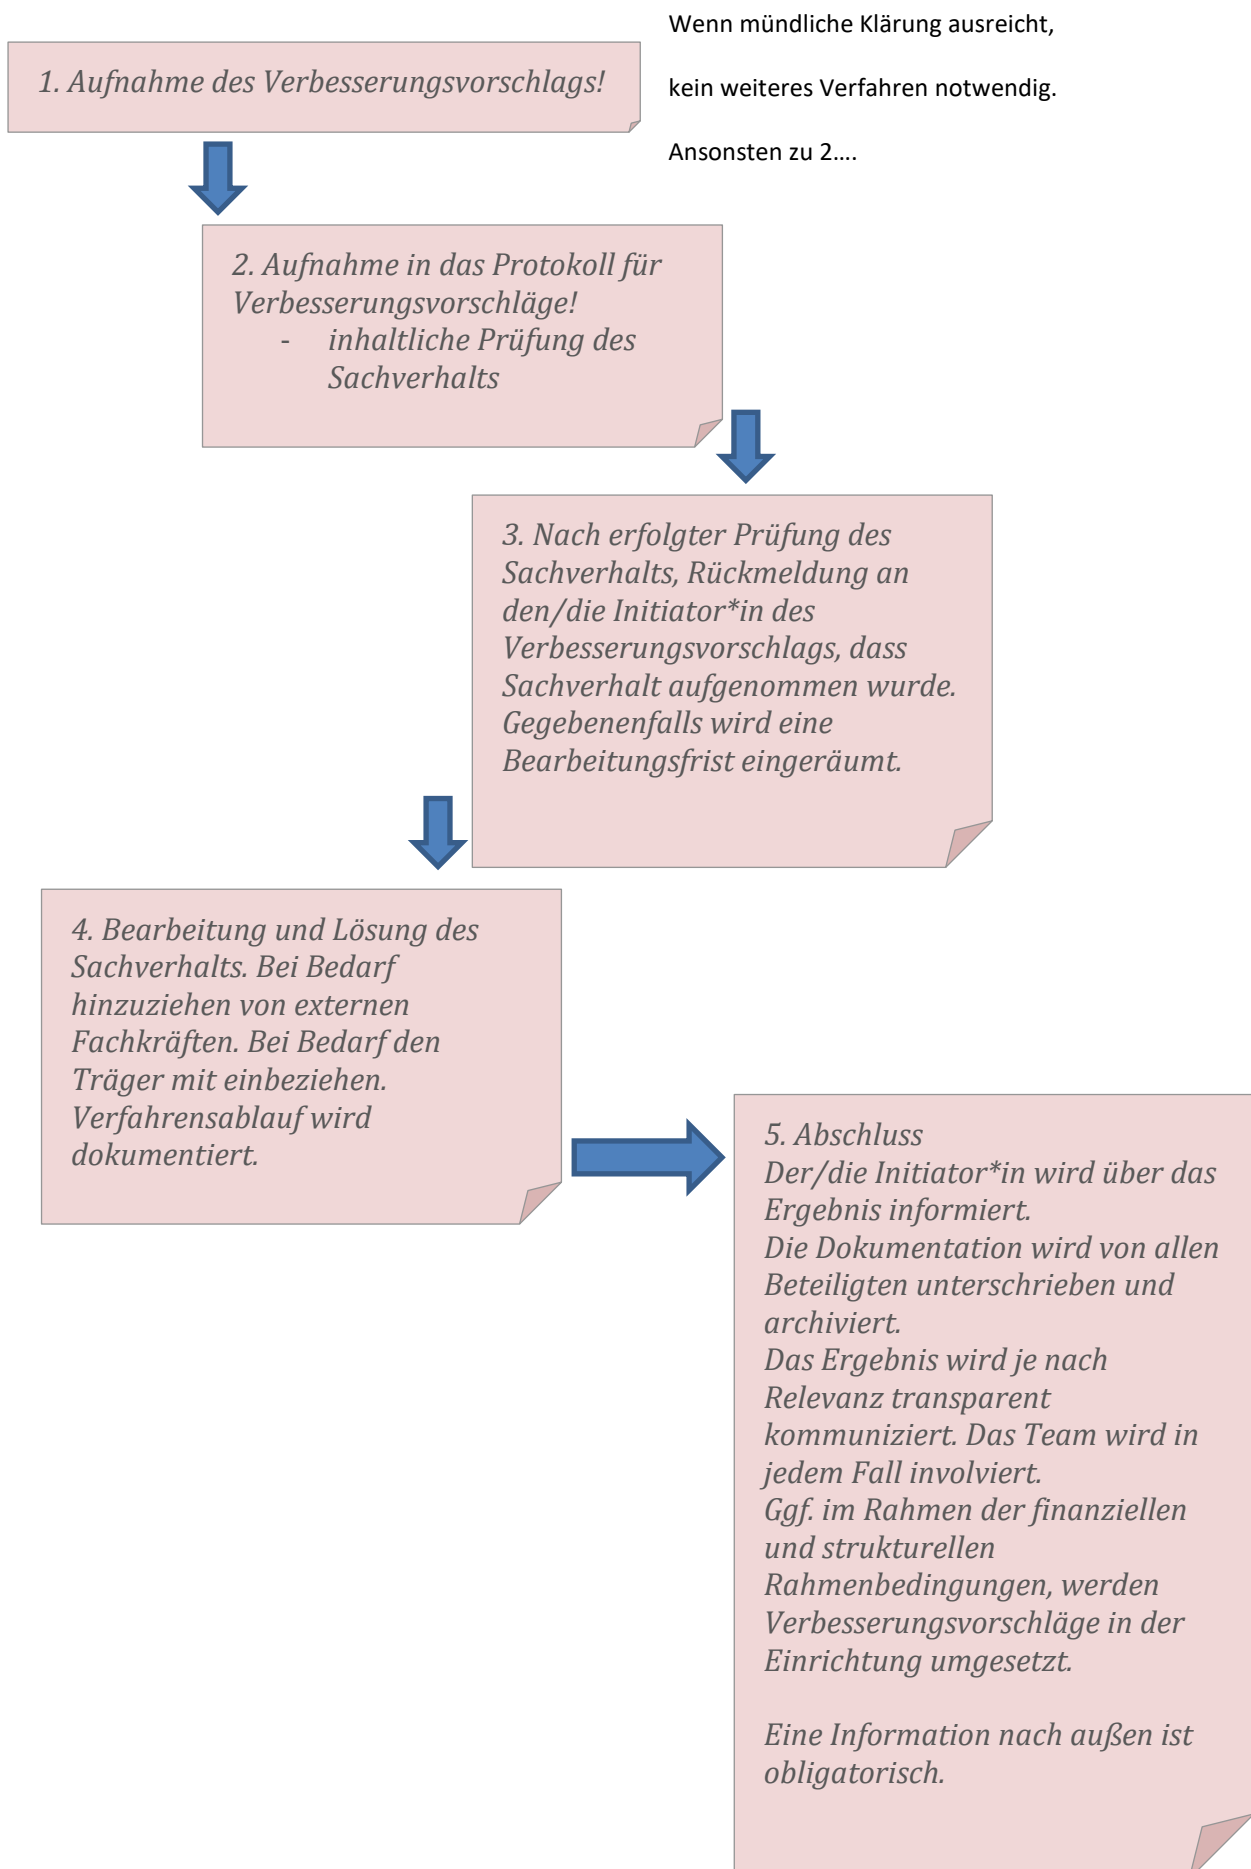 Wenn mündliche Klärung ausreicht,
1. Aufnahme des Verbesserungsvorschlags!
kein weiteres Verfahren notwendig.
Ansonsten zu 2….
2. Aufnahme in das Protokoll für
Verbesserungsvorschläge!
- inhaltliche Prüfung des
Sachverhalts
3. Nach erfolgter Prüfung des
Sachverhalts, Rückmeldung an
den/die Initiator*in des
Verbesserungsvorschlags, dass
Sachverhalt aufgenommen wurde.
Gegebenenfalls wird eine
Bearbeitungsfrist eingeräumt.
4. Bearbeitung und Lösung des
Sachverhalts. Bei Bedarf
hinzuziehen von externen
Fachkräften. Bei Bedarf den
Träger mit einbeziehen.
Verfahrensablauf wird
dokumentiert.
5. Abschluss
Der/die Initiator*in wird über das
Ergebnis informiert.
Die Dokumentation wird von allen
Beteiligten unterschrieben und
archiviert.
Das Ergebnis wird je nach
Relevanz transparent
kommuniziert. Das Team wird in
jedem Fall involviert.
Ggf. im Rahmen der finanziellen
und strukturellen
Rahmenbedingungen, werden
Verbesserungsvorschläge in der
Einrichtung umgesetzt.
Eine Information nach außen ist
obligatorisch.